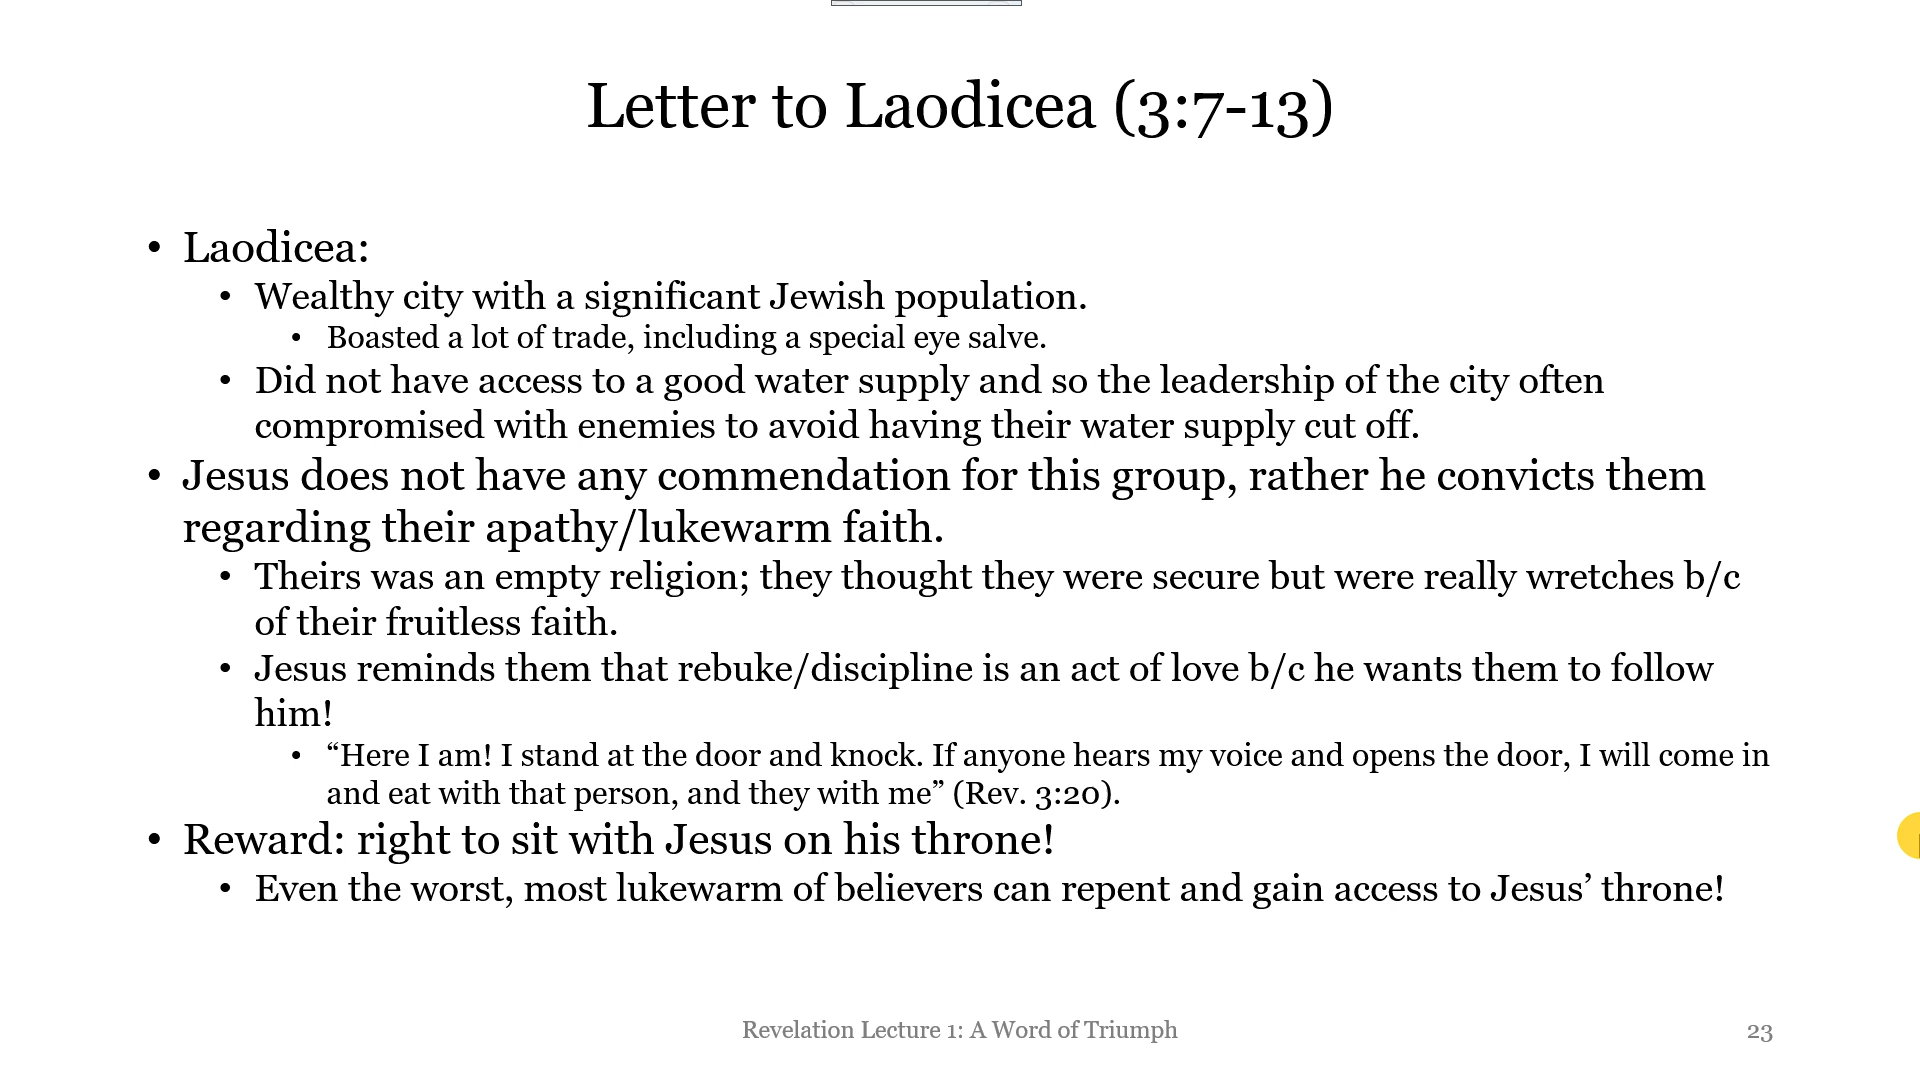 Letter to Laodicea (3:7-13)
• Laodicea:
• Wealthy city with a significant Jewish population.
• Boasted a lot of trade, including a special eye salve.
• Did not have access to a good water supply and so the leadership of the city often
compromised with enemies to avoid having their water supply cut off.
• Jesus does not have any commendation for this group, rather he convicts them
regarding their apathy/lukewarm faith.
• Theirs was an empty religion; they thought they were secure but were really wretches b/c
of their fruitless faith.
• Jesus reminds them that rebuke/discipline is an act of love b/c he wants them to follow
him!
• “Here I am! I stand at the door and knock. If anyone hears my voice and opens the door, I will come in
and eat with that person, and they with me” (Rev. 3:20).
• Reward: right to sit with Jesus on his throne!
• Even the worst, most lukewarm of believers can repent and gain access to Jesus’ throne!
Revelation Lecture 1: A Word of Triumph
23